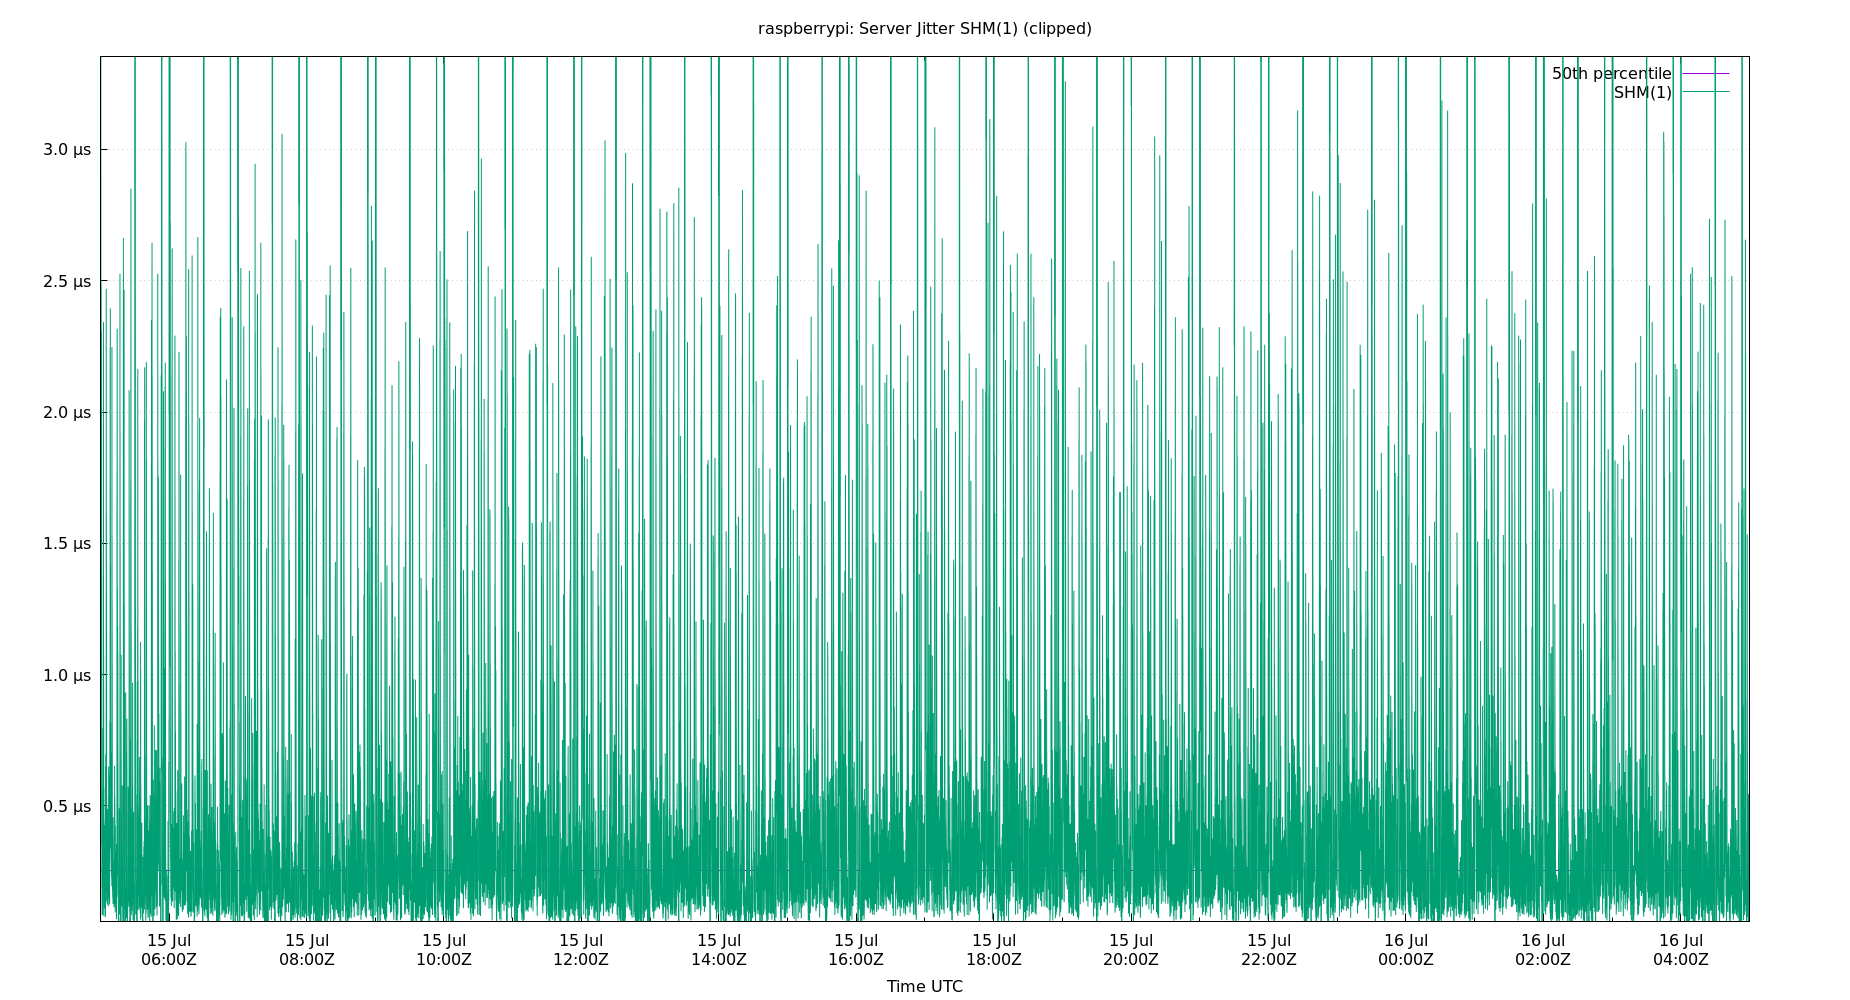 raspberrypi: Server Jitter SHM(1) (clipped)
50th percentile
SHM(1)
3.0 µs
2.5 µs
2.0 µs
1.5 µs
1.0 µs
0.5 µs
15 Jul 15 Jul 15 Jul 15 Jul 15 Jul 15 Jul 15 Jul 15 Jul 15 Jul 16 Jul 16 Jul 16 Jul
06:00Z 08:00Z 10:00Z 12:00Z 14:00Z 16:00Z 18:00Z 20:00Z 22:00Z 00:00Z 02:00Z 04:00Z
Time UTC